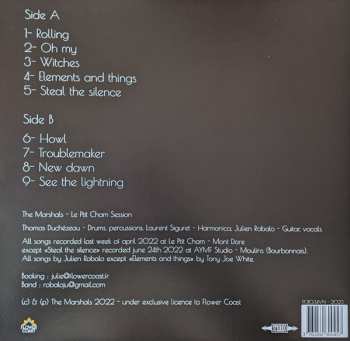 Side A
1- Rolling
2- Oh my
3- Witches
4- Elements and things
5- Steal the silence
Side B
6- Howl
7- Troublemaker
8- New dawn
9- See the lightning
The Marshals - Le Pit Cham Session
Thomas Duchézeau - Drums, percussions, Laurent Siguret - Harmonica, Julien Robalo - Guitar, vocals.
All songs recorded last week of april 2022 at Le Pit Cham - Mont Dore
except «Steal the silence» recorded june 24th 2022 at AYMF Studio - Moulins (Bourbonnais).
All songs by Julien Robalo except «Elements and things» by Tony Joe White.
Booking : julie@flowercoast.fr
Band : robaloju@gmail.com
(c) & (p) The Marshals 2022 - under exclusive licence to Flower Coast